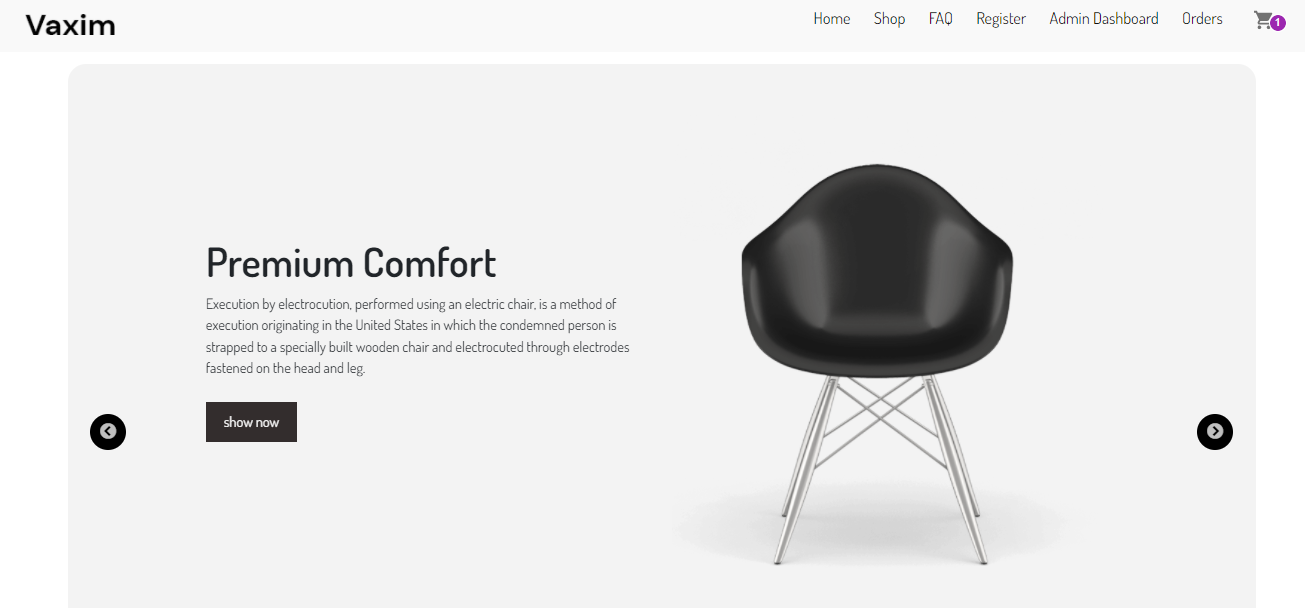 Vaxim
Home Shop FAQ Register Admin Dashboard Orders 1
Premium Comfort
Execution by electrocution, performed using an electric chair, is a method of
execution originating in the United States in which the condemned person is
strapped to a specially built wooden chair and electrocuted through electrodes
fastened on the head and leg.
show now